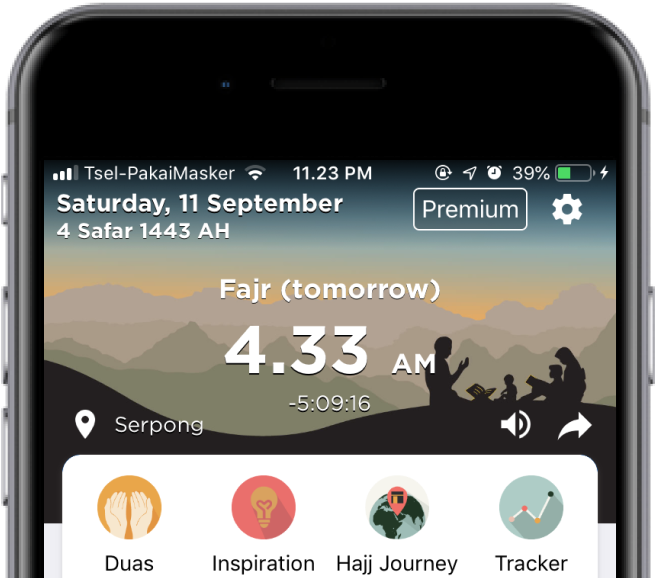 Tsel-PakaiMasker 11.23 PM 39%
Saturday, 11 September
4 Safar 1443 AH
Premium
Fajr (tomorrow)
4.33 AM
-5:09:16
Serpong
Duas Inspiration Hajj Journey Tracker